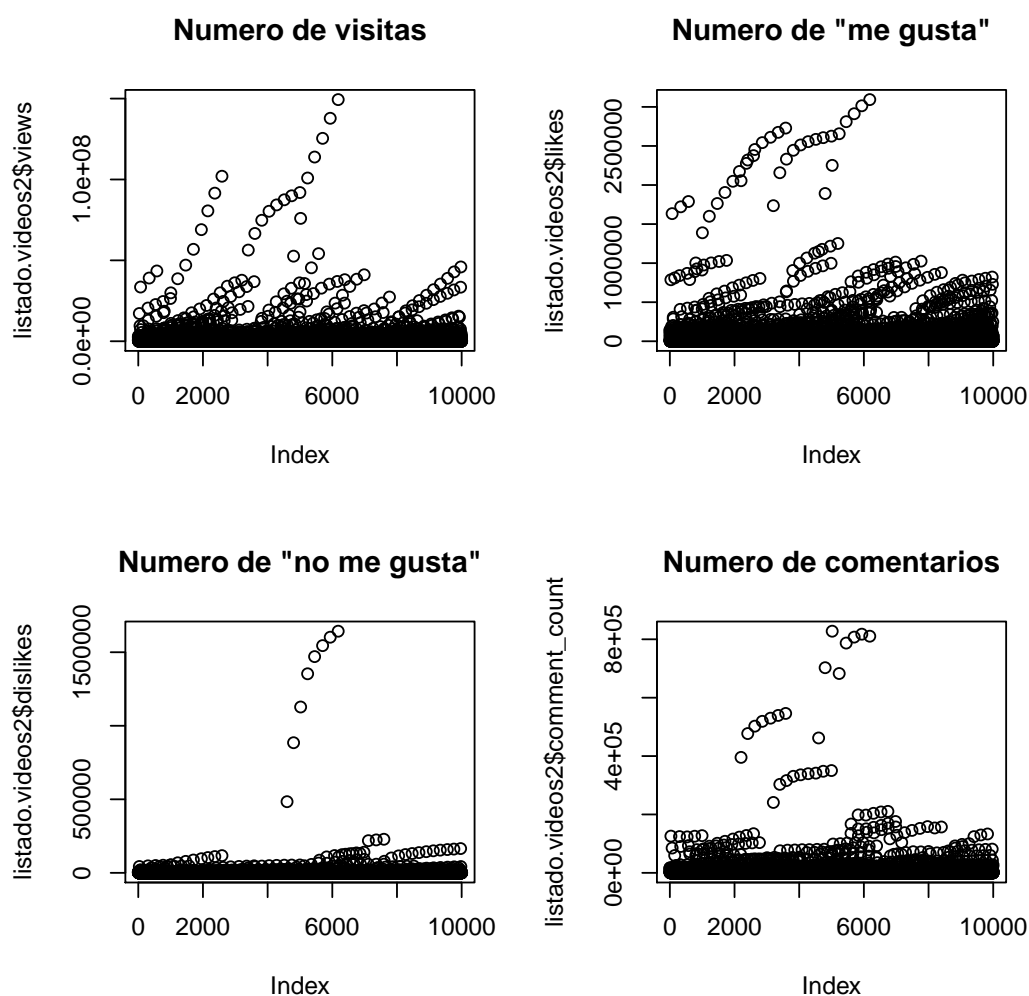 Numero de visitas
listado.videos2$views
0.0e+00
1.0e+08
0
2000
6000
10000
Index
Numero de "me gusta"
listado.videos2$likes
0
1000000
2500000
0
2000
6000
10000
Index
Numero de "no me gusta"
listado.videos2$dislikes
0
500000
1500000
0
2000
6000
10000
Index
Numero de comentarios
listado.videos2$comment_count
0e+00
4e+05
8e+05
0
2000
6000
10000
Index